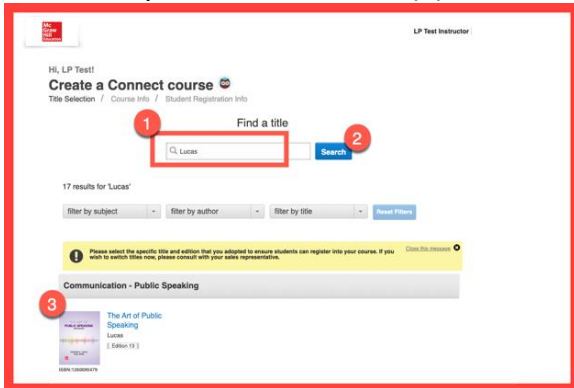 Mc
Graw
Hill
Education
LP Test Instructor
Hi, LP Test!
Create a Connect course
Title Selection / Course Info / Student Registration Info
Find a title
1
2
Lucas
Search
17 results for 'Lucas'
filter by subject
filter by author
filter by title
Reset Filters
Please select the specific title and edition that you adopted to ensure students can register into your course. If you
wish to switch titles now, please consult with your sales representative.
Close this message
Communication - Public Speaking
3
The Art of Public
Speaking
Lucas
[ Edition 13 ]
PUBLIC SPEAKING